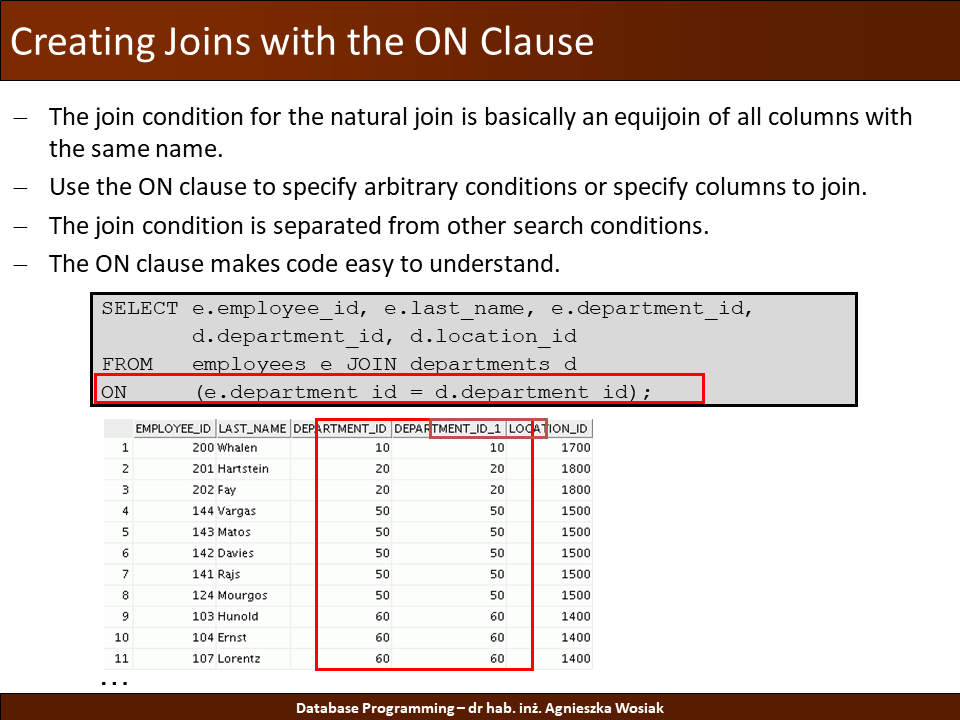 Creating Joins with the ON Clause
– The join condition for the natural join is basically an equijoin of all columns with
the same name.
– Use the ON clause to specify arbitrary conditions or specify columns to join.
– The join condition is separated from other search conditions.
– The ON clause makes code easy to understand.
SELECT e.employee_id, e.last_name, e.department_id,
d.department_id, d.location_id
FROM employees e JOIN departments d
ON (e.department_id = d.department_id);
EMPLOYEE_ID LAST_NAME DEPARTMENT_ID DEPARTMENT_ID_1 LOCATION_ID
1 200 Whalen 10 10 1700
2 201 Hartstein 20 20 1800
3 202 Fay 20 20 1800
4 144 Vargas 50 50 1500
5 143 Matos 50 50 1500
6 142 Davies 50 50 1500
7 141 Rajs 50 50 1500
8 124 Mourgos 50 50 1500
9 103 Hunold 60 60 1400
10 104 Ernst 60 60 1400
11 107 Lorentz 60 60 1400
...
Database Programming – dr hab. inż. Agnieszka Wosiak